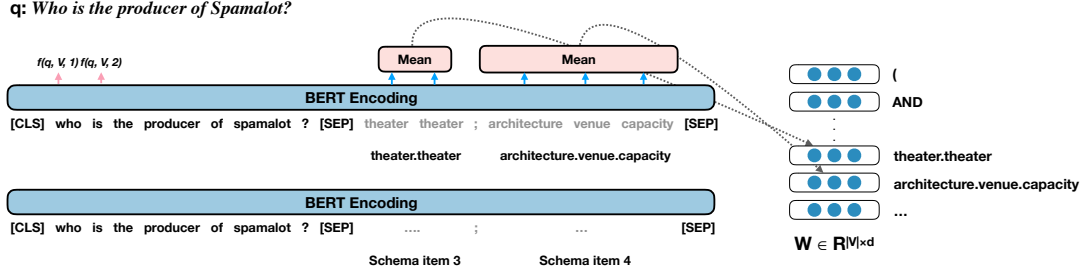 q: Who is the producer of Spamalot?
Mean
Mean
f(q, V, 1) f(q, V, 2)
BERT Encoding
[CLS] who is the producer of spamalot ? [SEP] theater theater ; architecture venue capacity [SEP]
theater.theater
architecture.venue.capacity
BERT Encoding
[CLS] who is the producer of spamalot ? [SEP] .... ; ... [SEP]
Schema item 3
Schema item 4
(
AND
theater.theater
architecture.venue.capacity
...
W ∈ R|V|×d